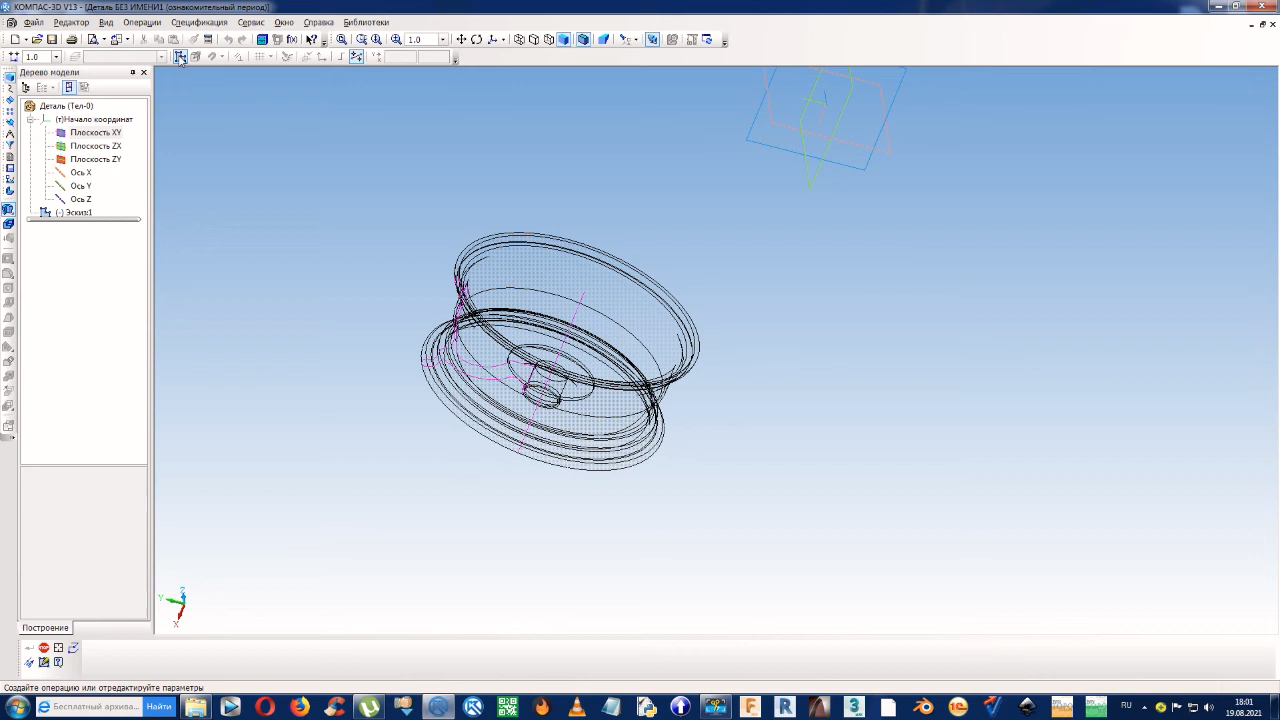 КОМПАС-3D V13 - [Деталь БЕЗ ИМЕНИ1 (ознакомительный период)]
Файл Редактор Вид Операции Спецификация Сервис Окно Справка Библиотеки
f(x) 1.0
1.0
Дерево модели
Деталь (Тел-0)
(т)Начало координат
Плоскость XY
Плоскость ZX
Плоскость ZY
Ось X
Ось Y
Ось Z
(-) Эскиз:1
Z
Y
X
Построение
STOP
Создайте операцию или отредактируйте параметры
Бесплатный архива... Найти
RU
18:01
19.08.2021